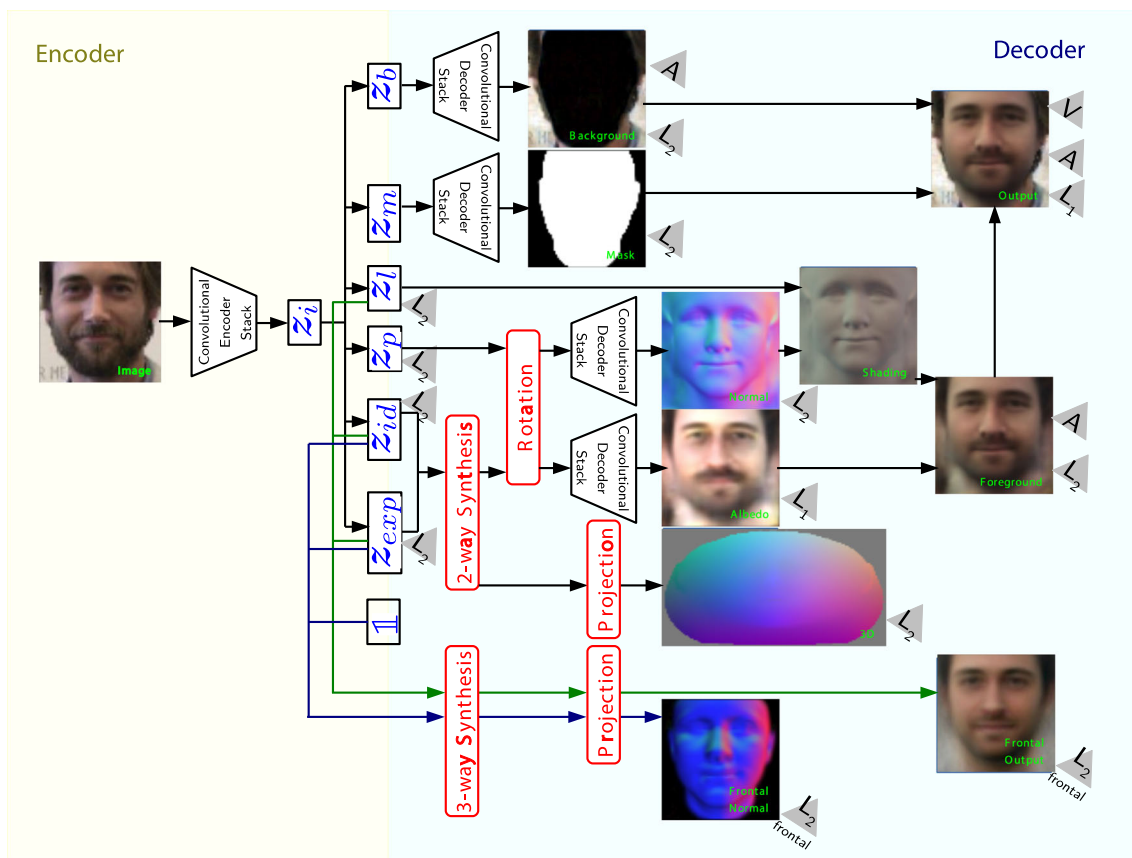 Encoder
Decoder
z_b
Convolutional
Decoder
Stack
Background
A
L_2
V
A
L_1
Output
z_m
Convolutional
Decoder
Stack
Mask
L_2
Image
Convolutional
Encoder
Stack
z_i
z_l
L_2
Shading
z_p
L_2
Rotation
Convolutional
Decoder
Stack
Normal
L_2
z_id
L_2
Convolutional
Decoder
Stack
Albedo
L_1
Foreground
A
L_2
z_exp
L_2
2-way Synthesis
Projection
3D
L_2
𝟙
3-way Synthesis
Projection
Frontal
Normal
L_2
frontal
Frontal
Output
L_2
frontal